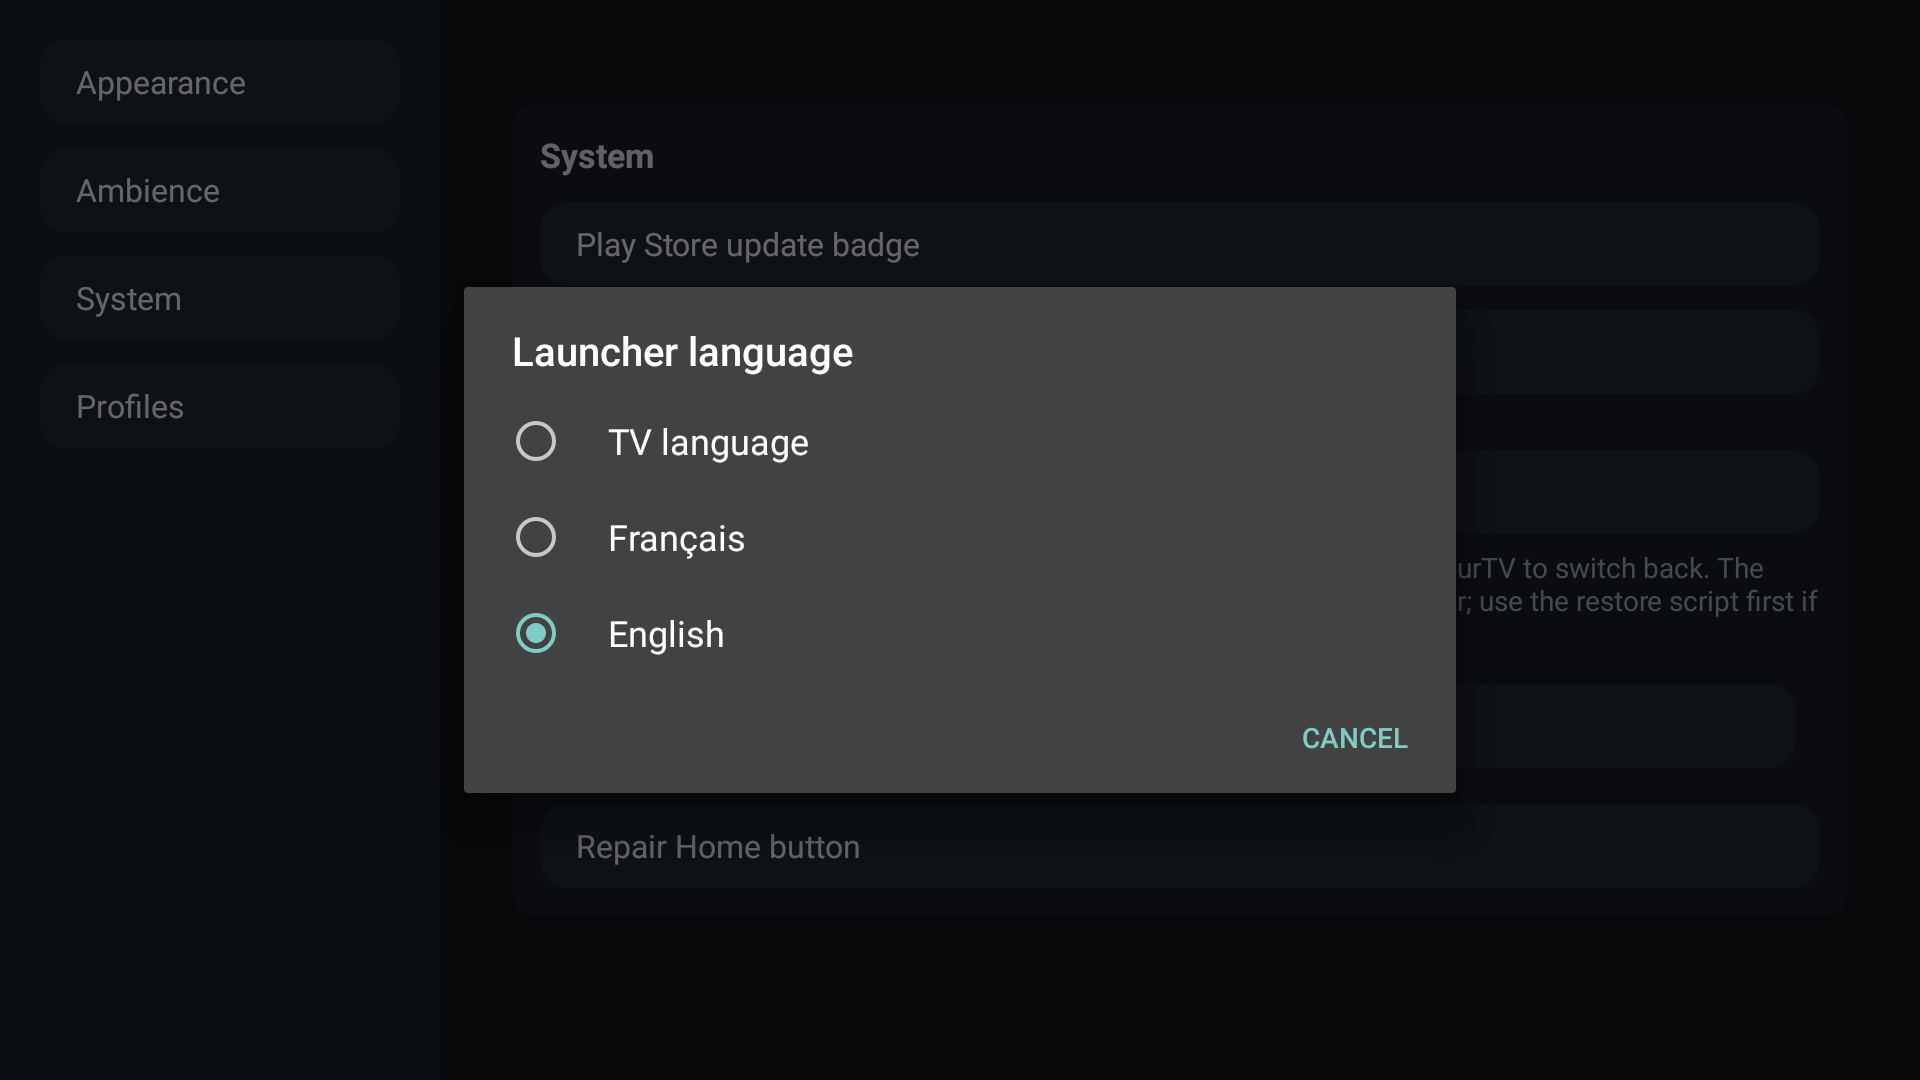 Appearance
Ambience
System
Profiles
System
Play Store update badge
Launcher language
TV language
Français
English
CANCEL
to switch back. The
use the restore script first if
Repair Home button